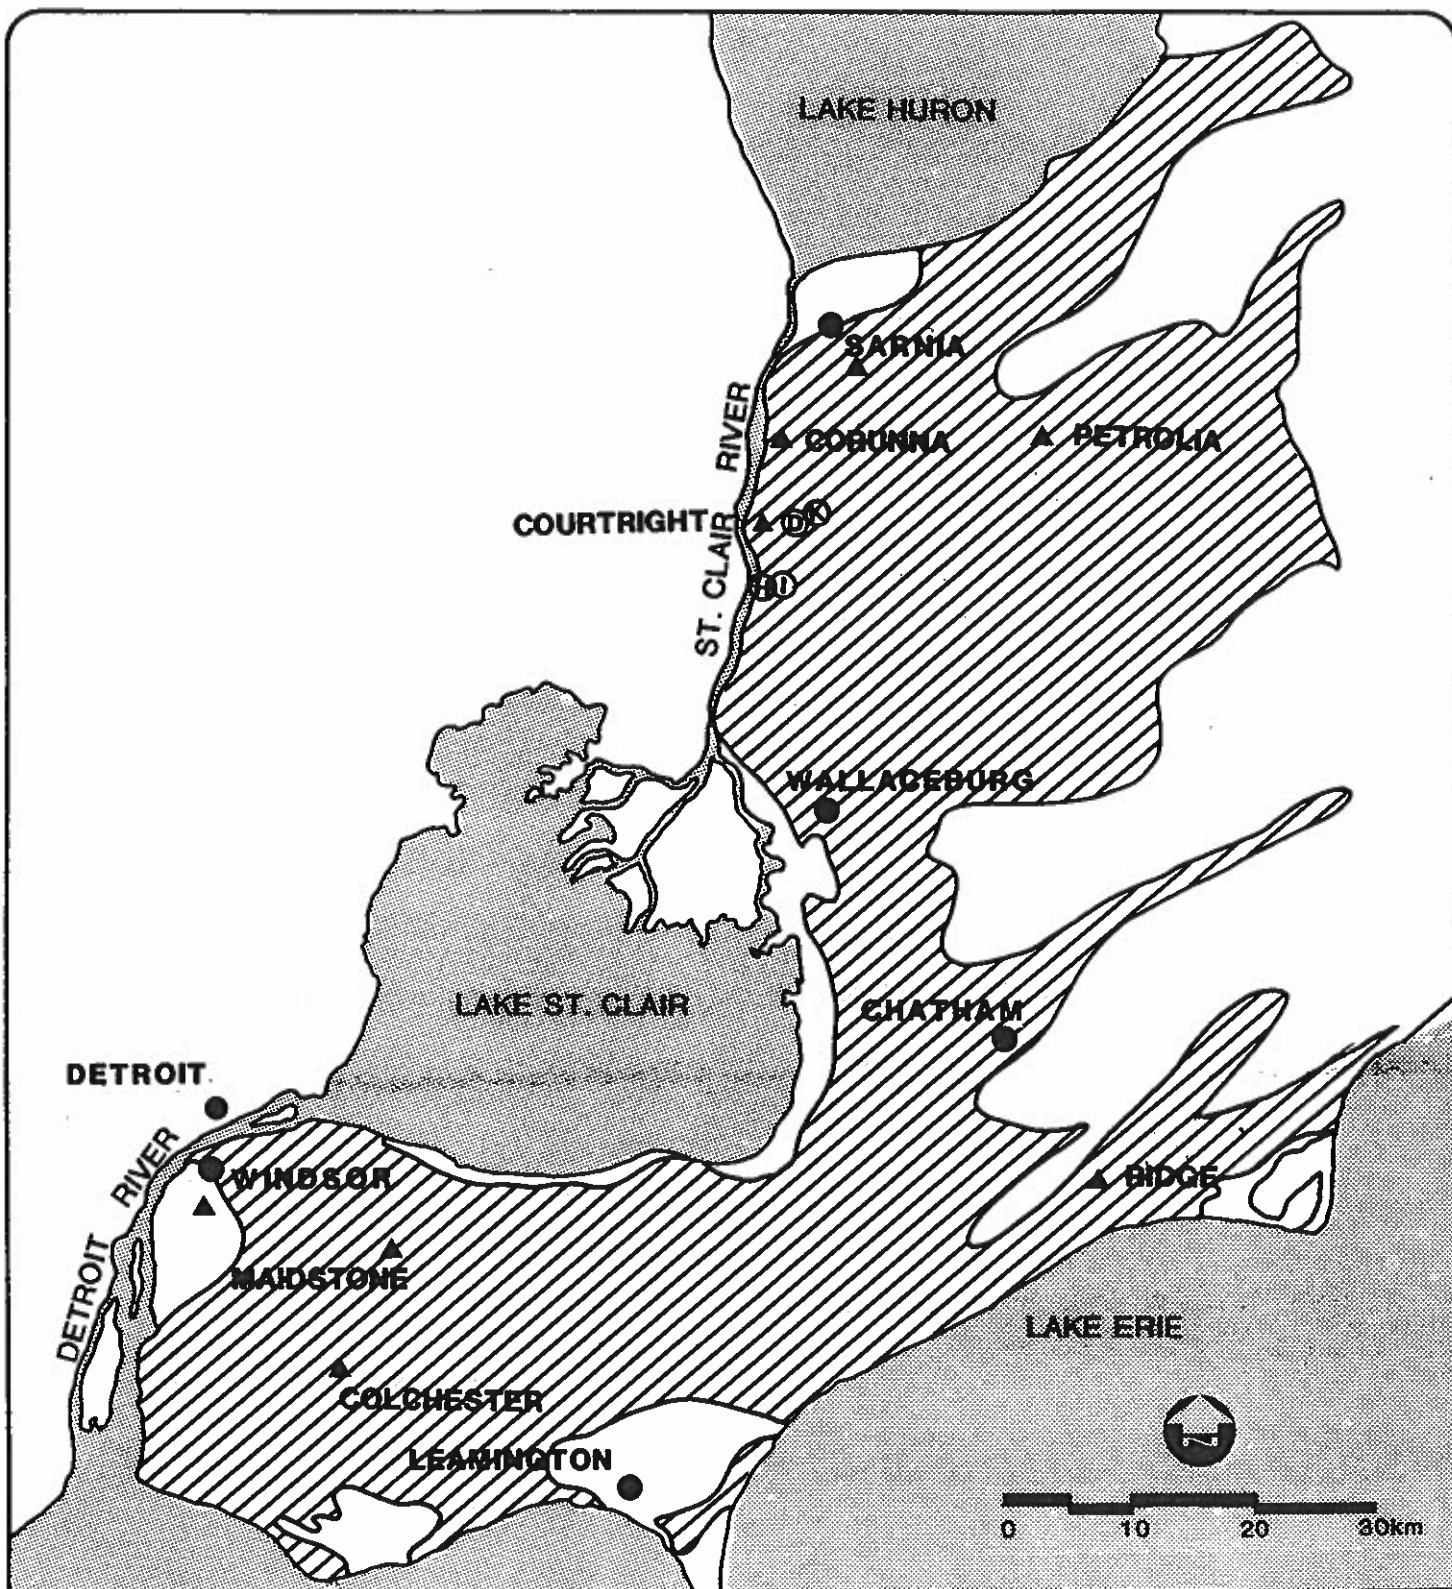 LAKE HURON
SARNIA
ST. CLAIR RIVER
CORUNNA
PETROLIA
COURTRIGHT
D K
I
WALLACEBURG
LAKE ST. CLAIR
CHATHAM
DETROIT
DETROIT RIVER
WINDSOR
RIDGE
MAIDSTONE
LAKE ERIE
COLCHESTER
LEAMINGTON
0 10 20 30km